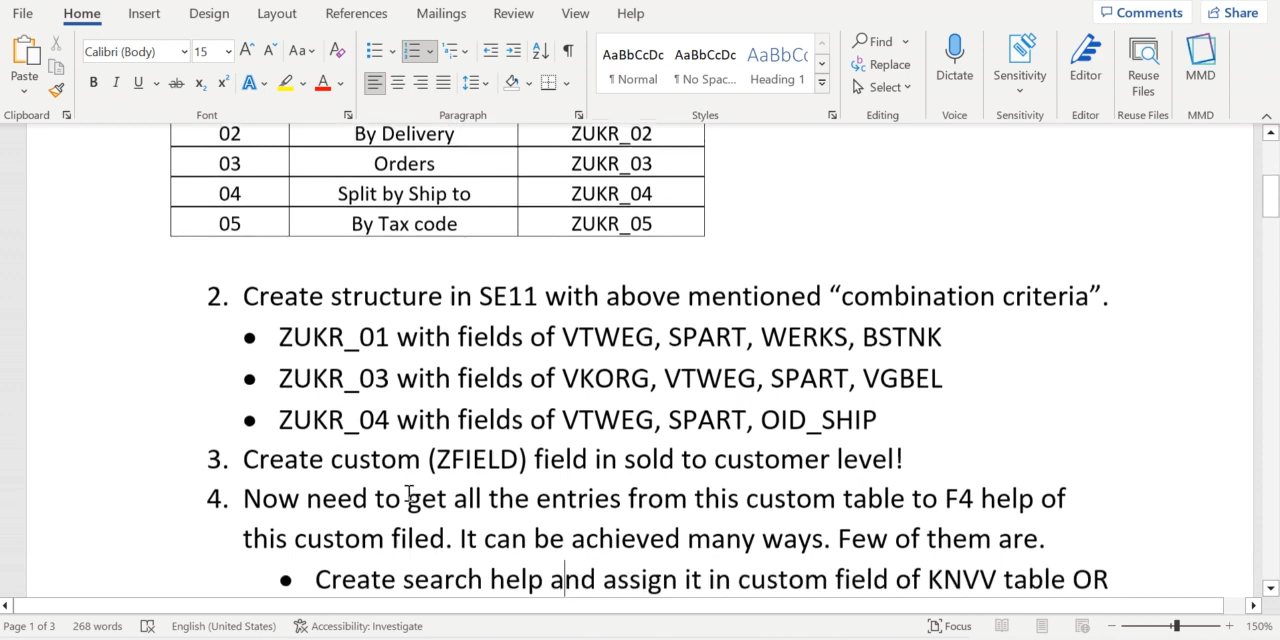 File Home Insert Design Layout References Mailings Review View Help Comments Share
Paste
Clipboard
Calibri (Body) 15 A^ Aˇ Aa A
B I U ab x₂ x² A A
Font
Paragraph
AaBbCcDc AaBbCcDc AaBbCc
¶ Normal ¶ No Spac... Heading 1
Styles
Find
Replace
Select
Editing
Dictate
Voice
Sensitivity
Sensitivity
Editor
Editor
Reuse
Files
Reuse Files
MMD
MMD
02 By Delivery ZUKR_02
03 Orders ZUKR_03
04 Split by Ship to ZUKR_04
05 By Tax code ZUKR_05
2. Create structure in SE11 with above mentioned “combination criteria”.
● ZUKR_01 with fields of VTWEG, SPART, WERKS, BSTNK
● ZUKR_03 with fields of VKORG, VTWEG, SPART, VGBEL
● ZUKR_04 with fields of VTWEG, SPART, OID_SHIP
3. Create custom (ZFIELD) field in sold to customer level!
4. Now need to get all the entries from this custom table to F4 help of
this custom filed. It can be achieved many ways. Few of them are.
● Create search help and assign it in custom field of KNVV table OR
Page 1 of 3 268 words English (United States) Accessibility: Investigate Focus 150%